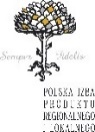 Semper Fidelis
POLSKA IZBA
PRODUKTU
REGIONALNEGO
I LOKALNEGO